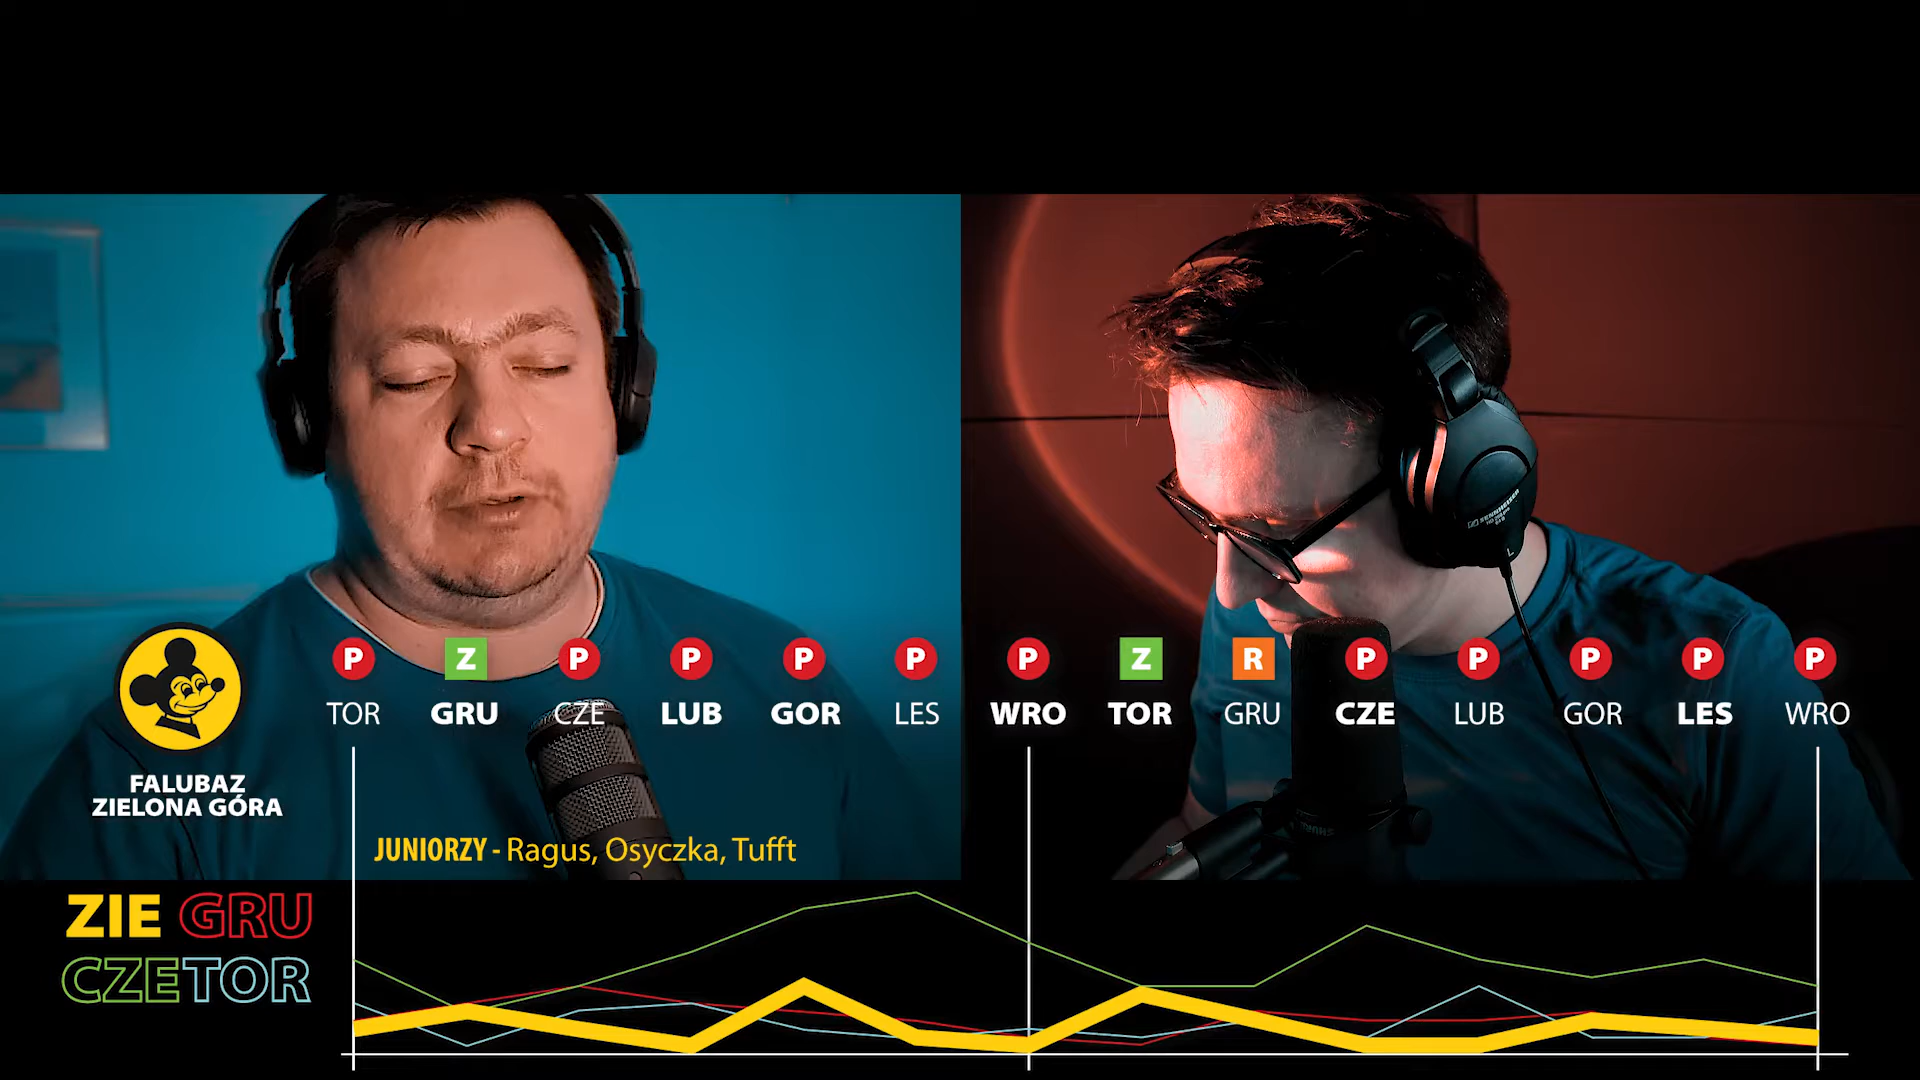 P Z P P P P P Z R P P P P P
TOR GRU CZE LUB GOR LES WRO TOR GRU CZE LUB GOR LES WRO
FALUBAZ
ZIELONA GÓRA
JUNIORZY - Ragus, Osyczka, Tufft
ZIE GRU
CZE TOR
SENNHEISER
L